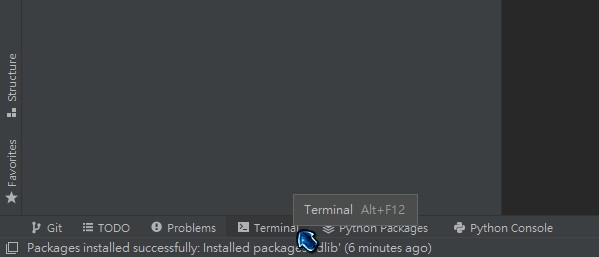 Structure
Favorites
Terminal Alt+F12
Git TODO Problems Terminal Python Packages Python Console
Packages installed successfully: Installed packages: 'dlib' (6 minutes ago)